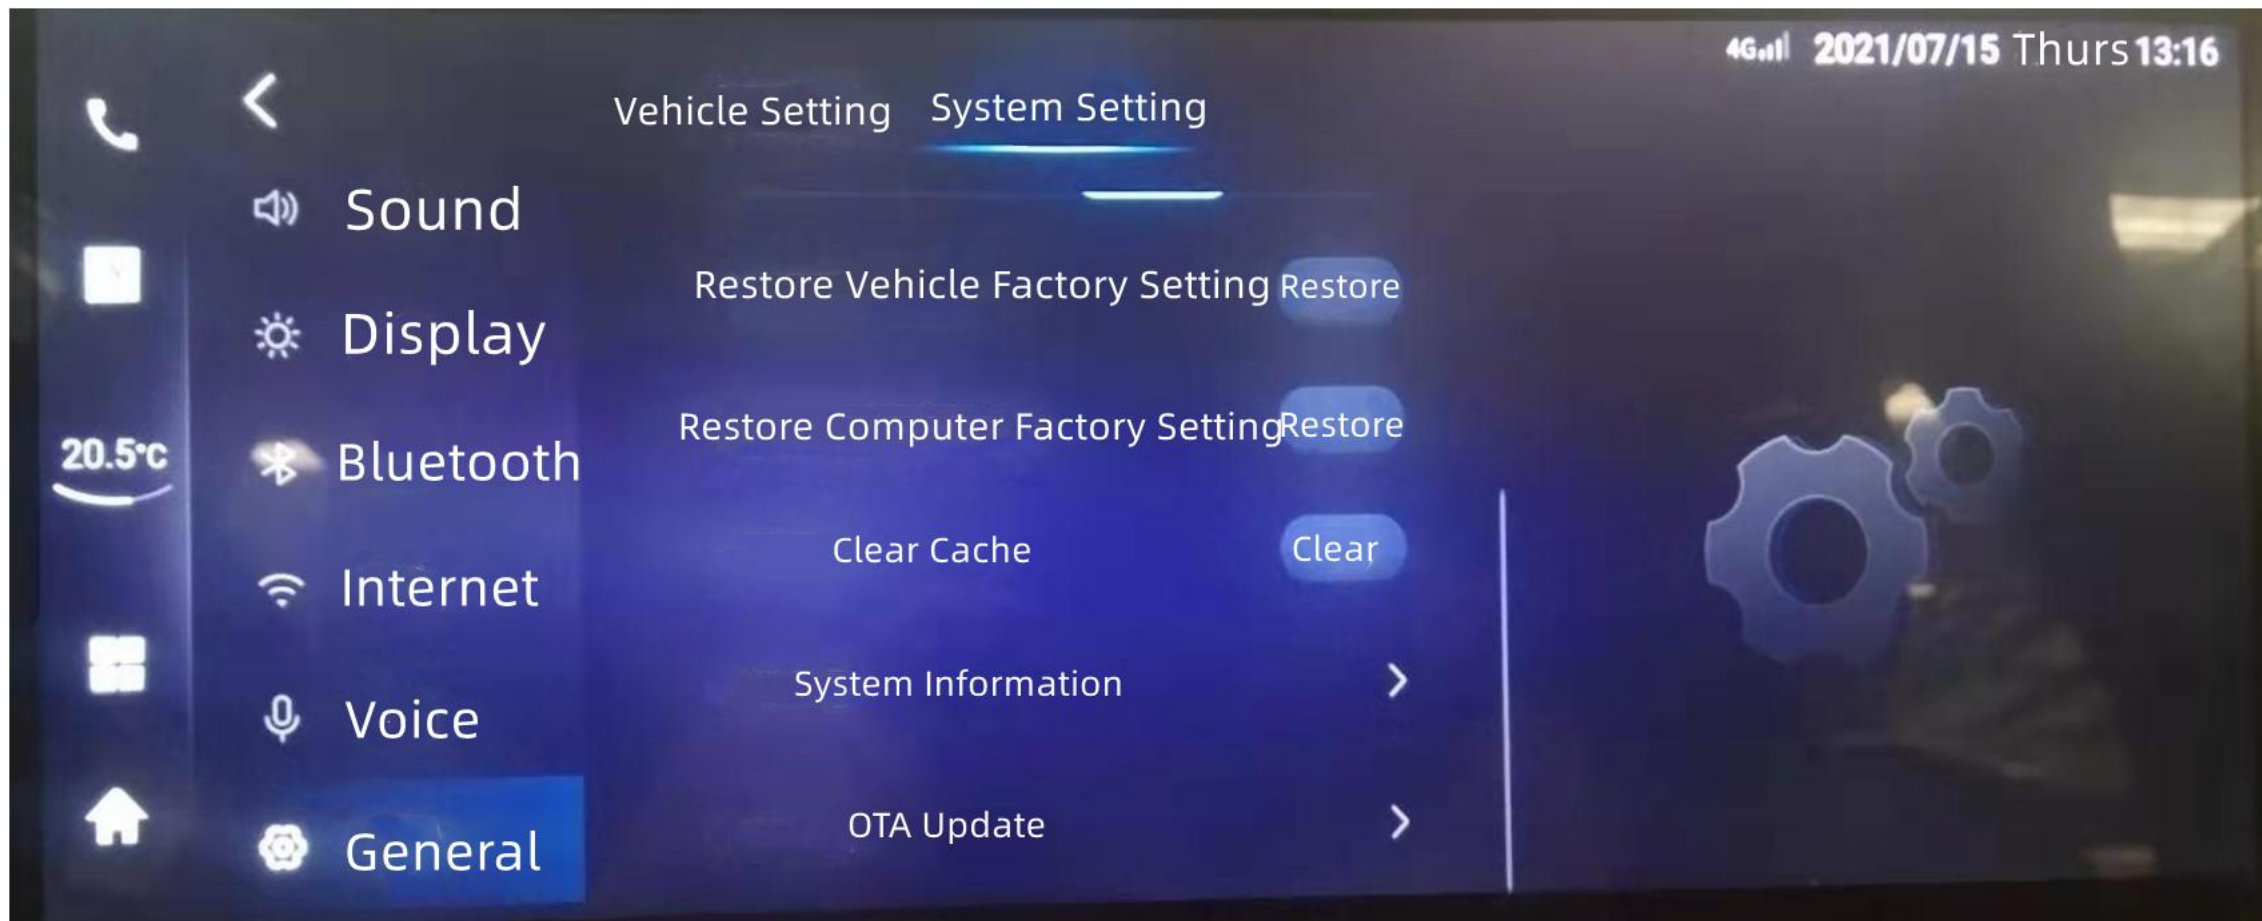 4G 2021/07/15 Thurs 13:16
Vehicle Setting System Setting
Sound
Restore Vehicle Factory Setting Restore
Display
Restore Computer Factory Setting Restore
20.5°C
Bluetooth
Clear Cache Clear
Internet
System Information
Voice
OTA Update
General